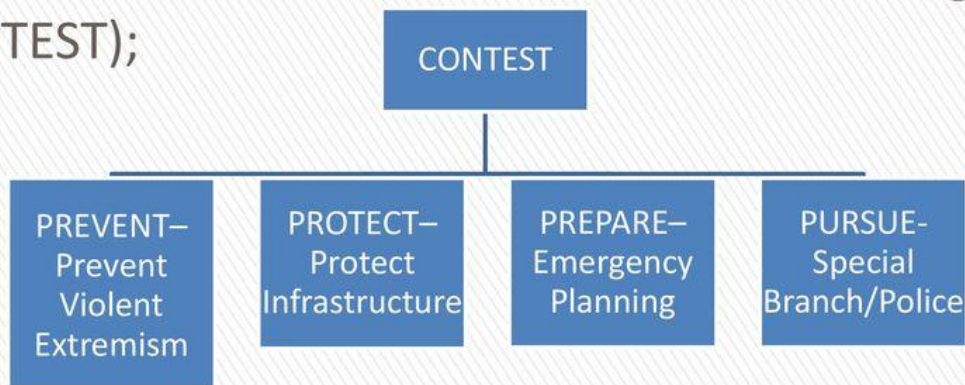 TEST);
CONTEST
PREVENT–
Prevent
Violent
Extremism
PROTECT–
Protect
Infrastructure
PREPARE–
Emergency
Planning
PURSUE-
Special
Branch/Police